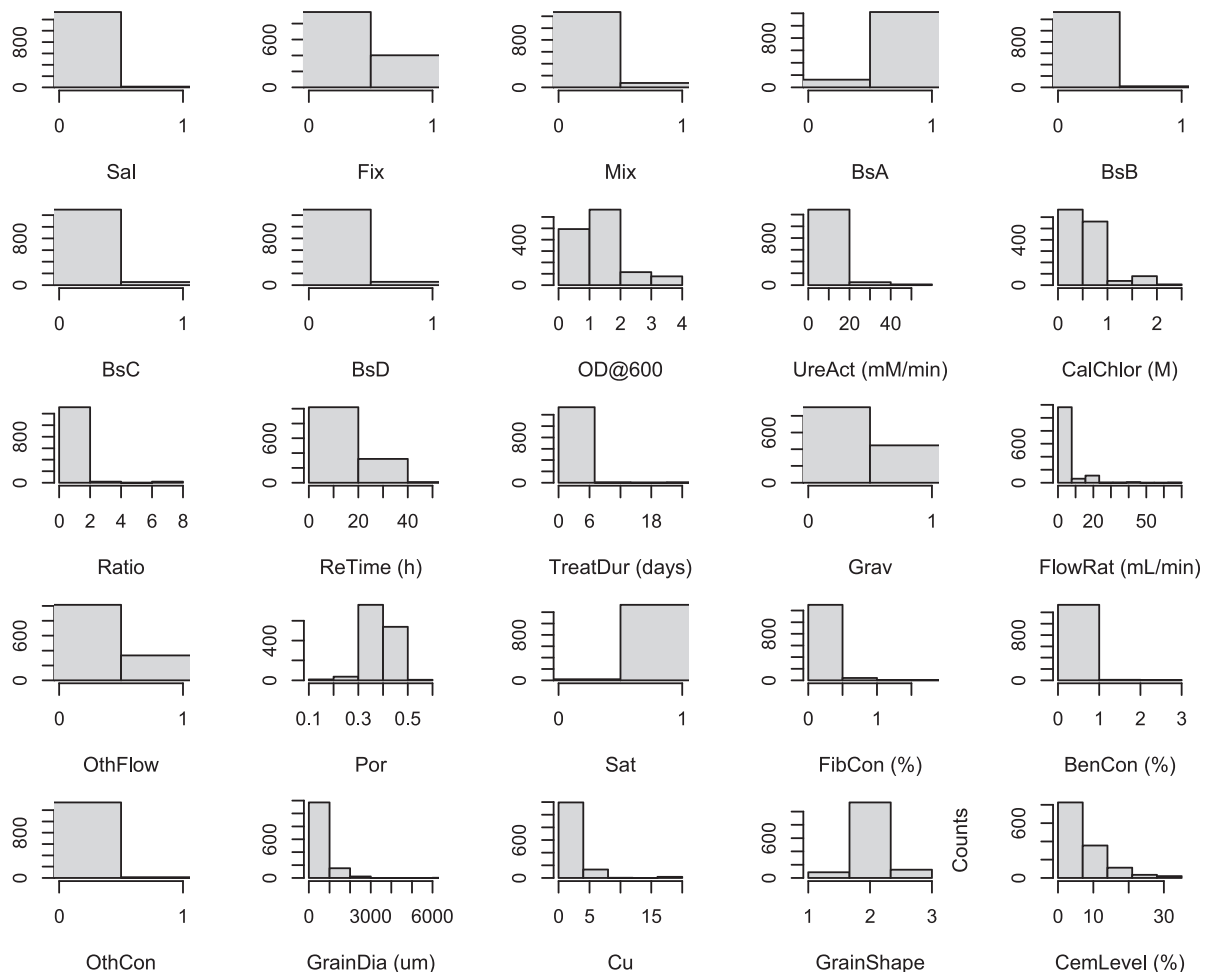 800 600 800 800 800
0 0 0 0 0
0 1 0 1 0 1 0 1 0 1
Sal Fix Mix BsA BsB
800 800 400 800 400
0 0 0 0 0
0 1 0 1 0 1 2 3 4 0 20 40 0 1 2
BsC BsD OD@600 UreAct (mM/min) CalChlor (M)
800 600 800 600 600
0 0 0 0 0
0 2 4 6 8 0 20 40 0 6 18 0 1 0 20 50
Ratio ReTime (h) TreatDur (days) Grav FlowRat (mL/min)
600 400 800 800 800
0 0 0 0 0
0 1 0.1 0.3 0.5 0 1 0 1 0 1 2 3
OthFlow Por Sat FibCon (%) BenCon (%)
800 600 600 600 Counts 600
0 0 0 0 0
0 1 0 3000 6000 0 5 15 1 2 3 0 10 30
OthCon GrainDia (um) Cu GrainShape CemLevel (%)